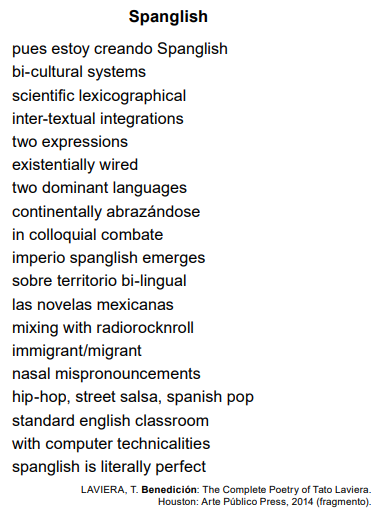 Spanglish
pues estoy creando Spanglish
bi-cultural systems
scientific lexicographical
inter-textual integrations
two expressions
existentially wired
two dominant languages
continentally abrazándose
in colloquial combate
imperio spanglish emerges
sobre territorio bi-lingual
las novelas mexicanas
mixing with radiorocknroll
immigrant/migrant
nasal mispronouncements
hip-hop, street salsa, spanish pop
standard english classroom
with computer technicalities
spanglish is literally perfect
LAVIERA, T. Benedición: The Complete Poetry of Tato Laviera.
Houston: Arte Público Press, 2014 (fragmento).